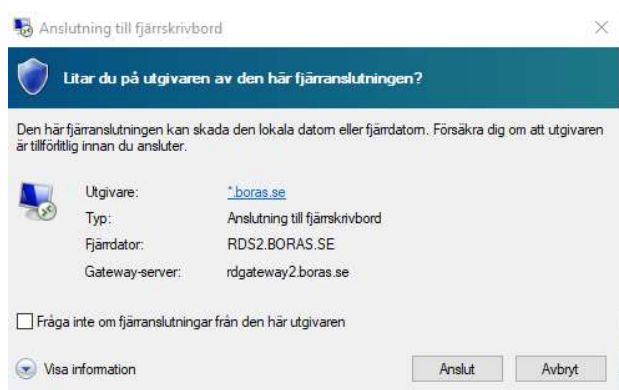 Anslutning till fjärrskrivbord
Litar du på utgivaren av den här fjärranslutningen?
Den här fjärranslutningen kan skada den lokala datorn eller fjärrdatorn. Försäkra dig om att utgivaren
är tillförlitlig innan du ansluter.
Utgivare: *.boras.se
Typ: Anslutning till fjärrskrivbord
Fjärrdator: RDS2.BORAS.SE
Gateway-server: rdgateway2.boras.se
Fråga inte om fjärranslutningar från den här utgivaren
Visa information Anslut Avbryt